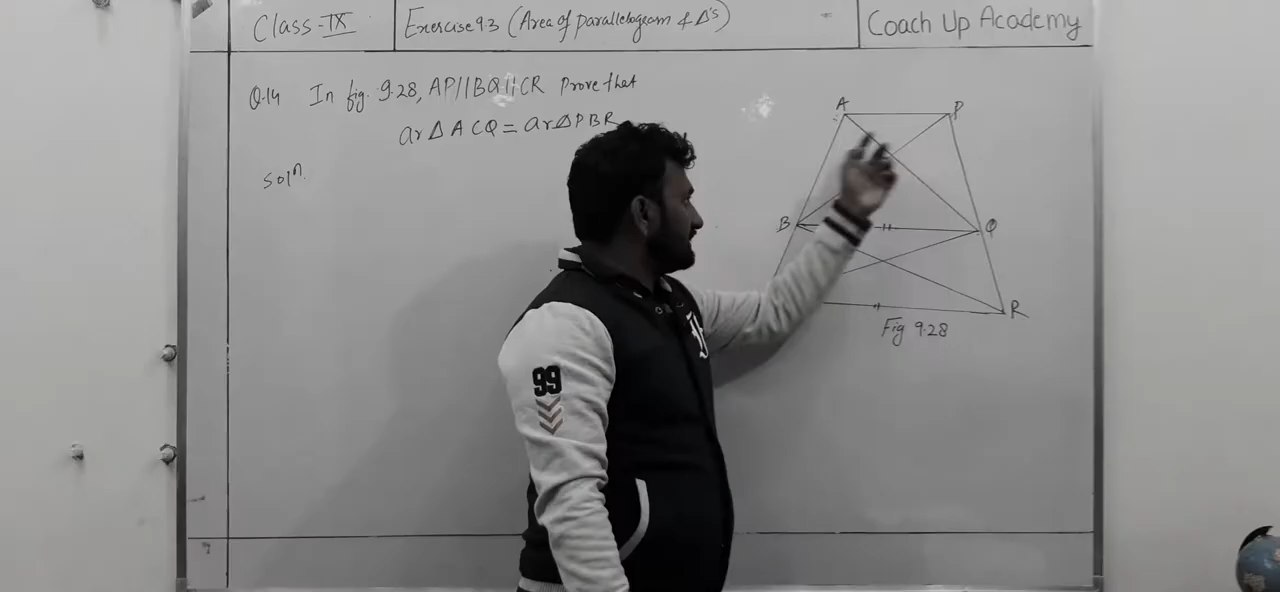 Class-IX
Exercise 9.3 (Area of parallelogram & Δ's)
Coach Up Academy
Q.14 In fig. 9.28, AP||BQ||CR Prove that
ar Δ ACQ = ar Δ PBR
Soln.
A
P
B
Q
R
Fig 9.28
99